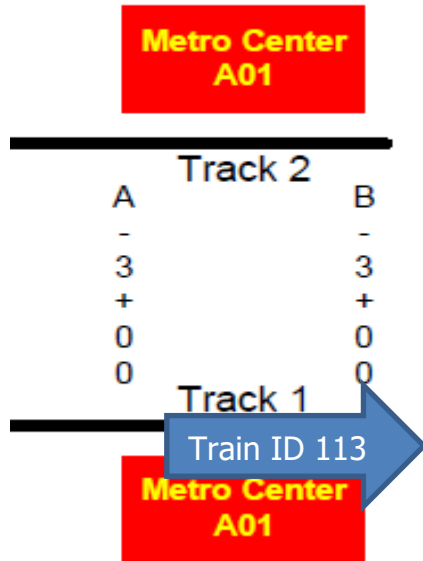 Metro Center
A01
Track 2
A B
- -
3 3
+ +
0 0
0 0
Track 1
Train ID 113
Metro Center
A01